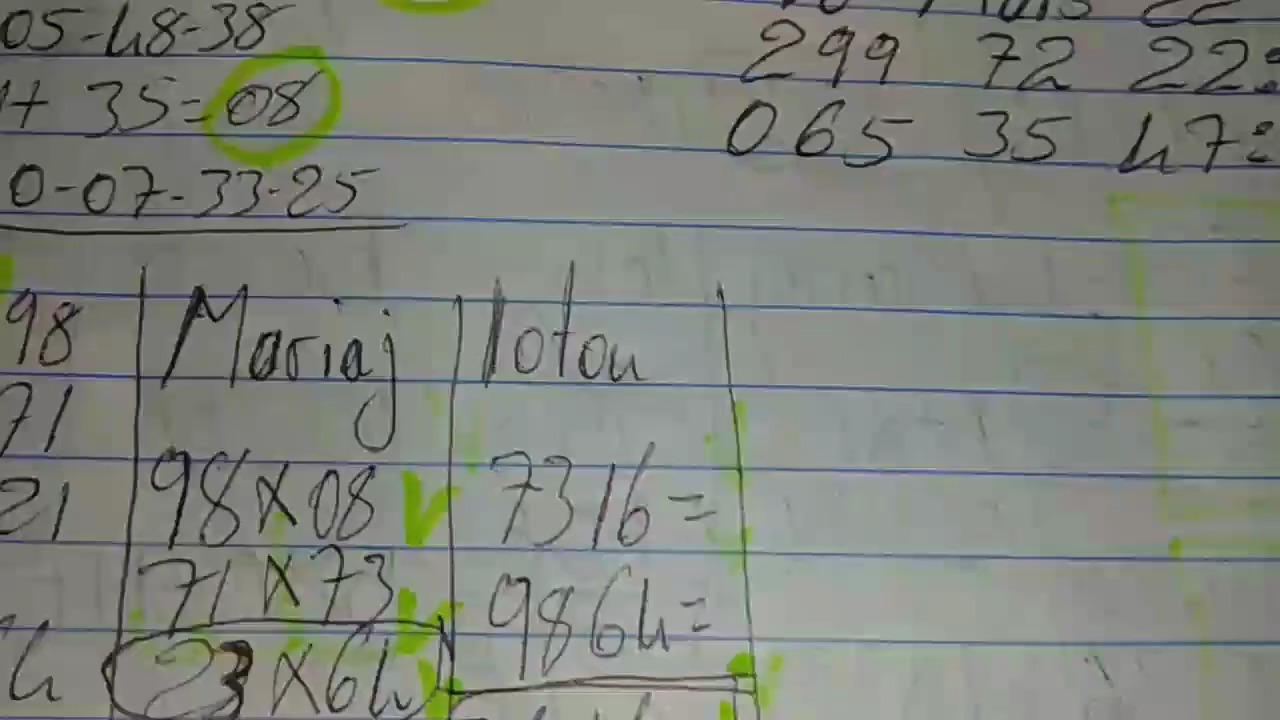 05-48-38
299 72 22
+ 35=08
065 35 47
0-07-33-25
98 Mariaj lotou
71
21 98X08 7316=
71X73 9864=
4 23X64